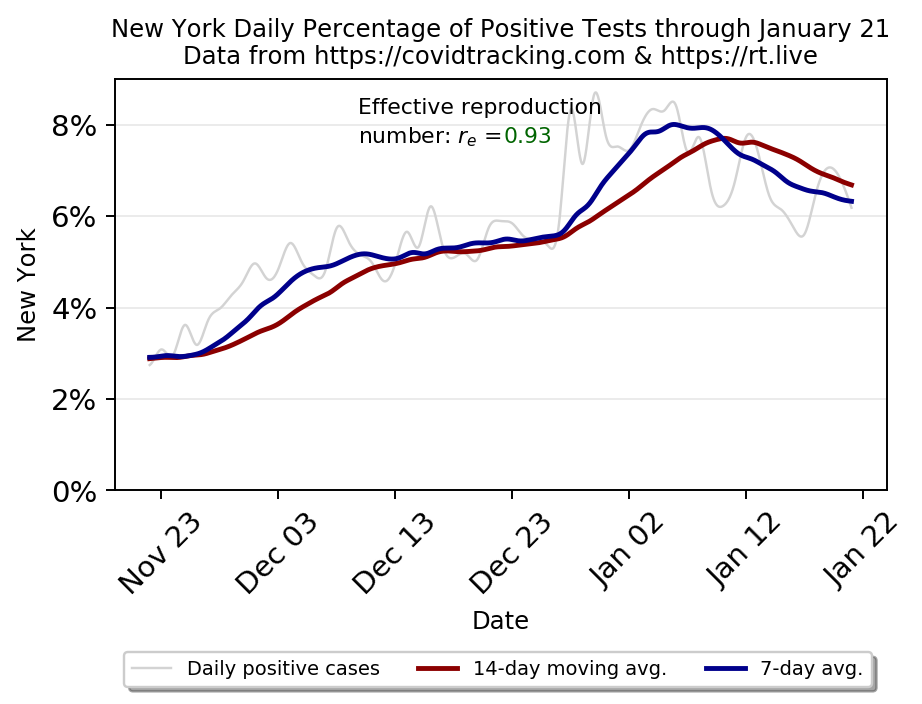 New York Daily Percentage of Positive Tests through January 21
Data from https://covidtracking.com & https://rt.live
Effective reproduction
number: rₑ =0.93
8%
6%
4%
2%
0%
New York
Nov 23
Dec 03
Dec 13
Dec 23
Jan 02
Jan 12
Jan 22
Date
Daily positive cases
14-day moving avg.
7-day avg.